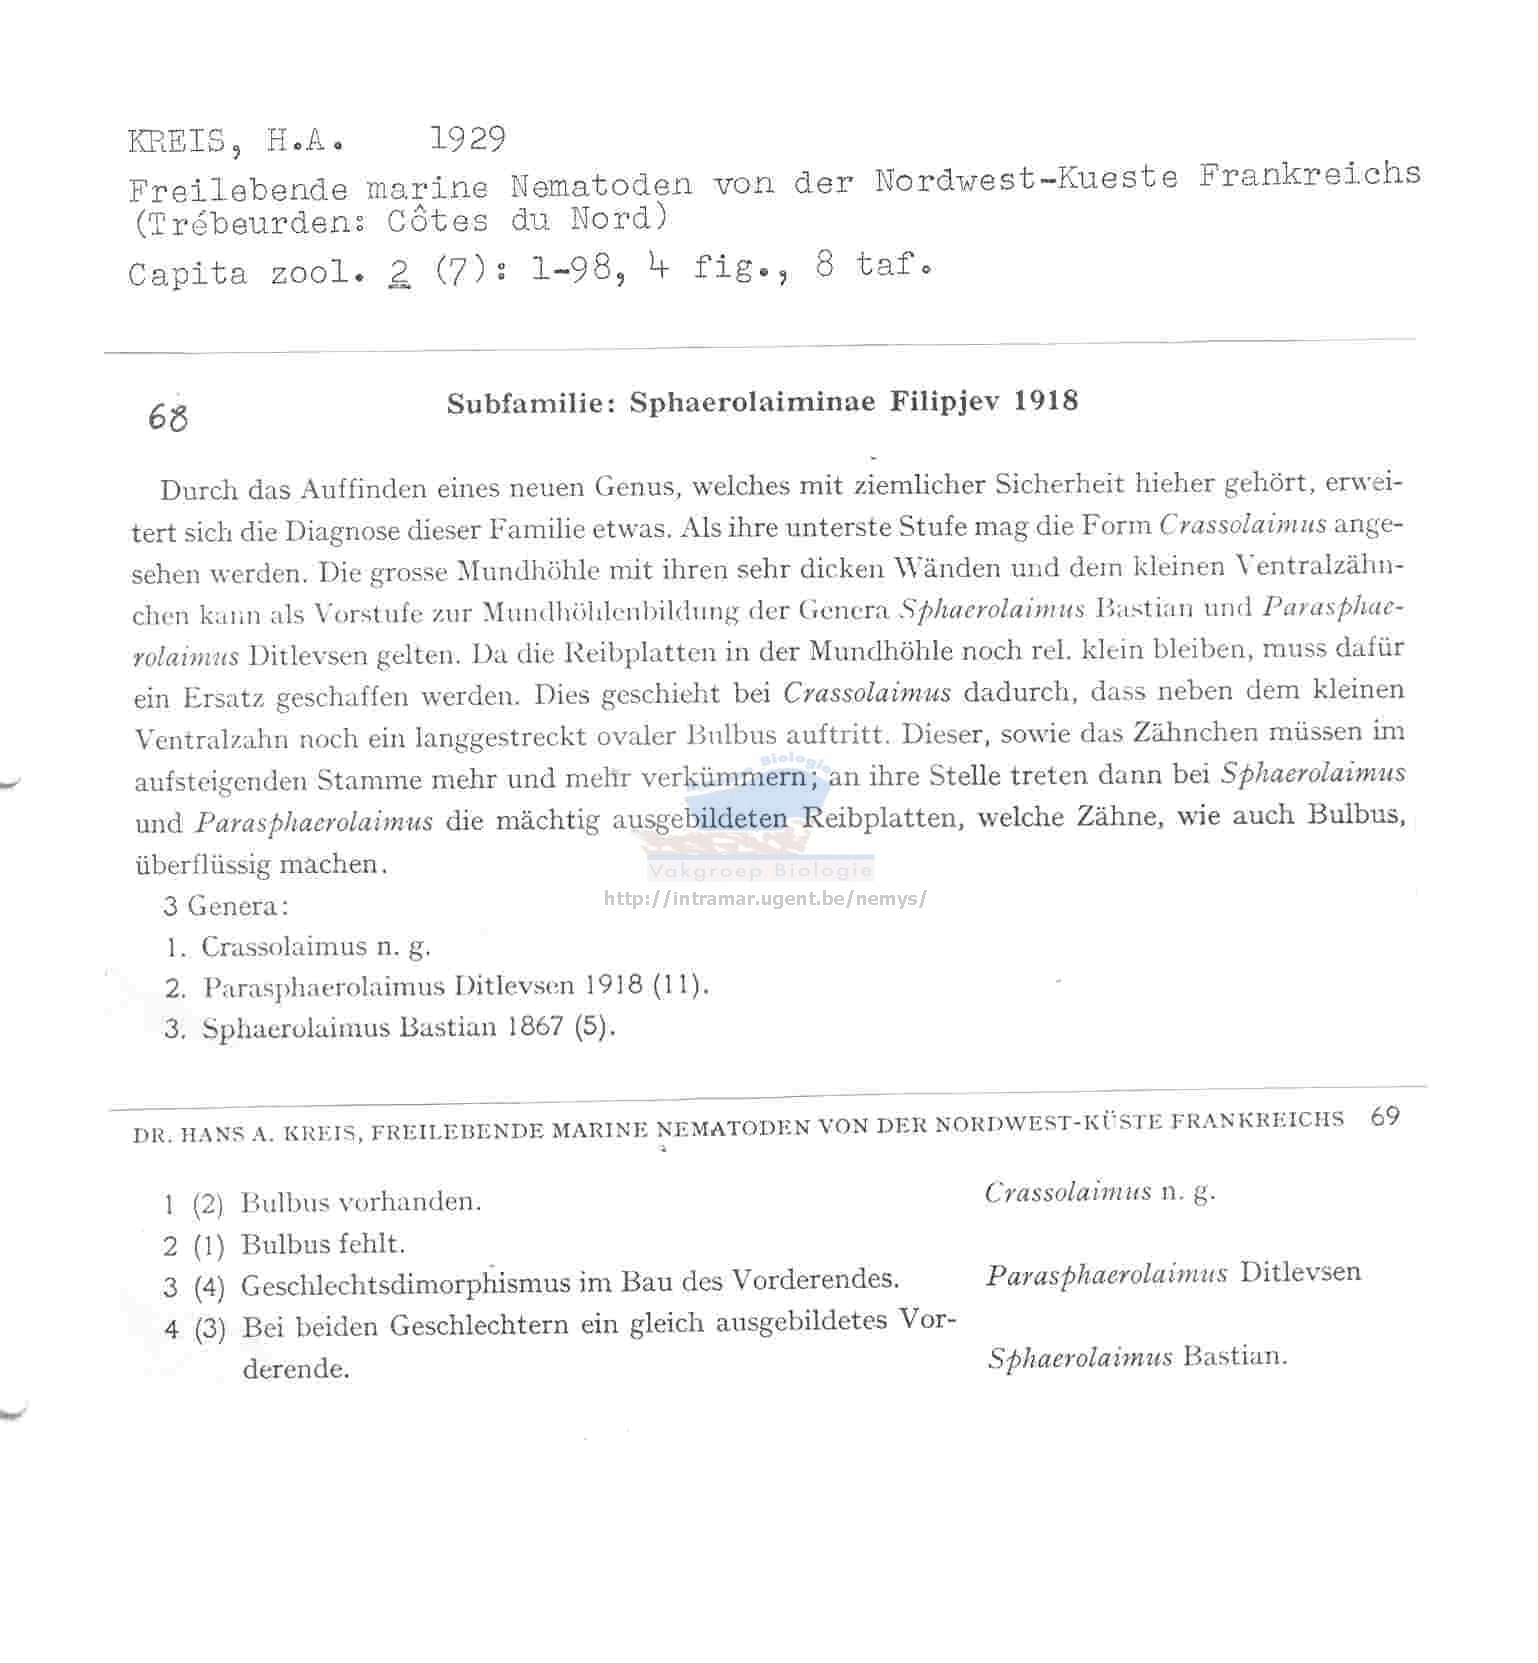 KREIS, H.A. 1929
Freilebende marine Nematoden von der Nordwest-Kueste Frankreichs
(Trébeurden: Côtes du Nord)
Capita zool. 2 (7): 1-98, 4 fig., 8 taf.
68
Subfamilie: Sphaerolaiminae Filipjev 1918
Durch das Auffinden eines neuen Genus, welches mit ziemlicher Sicherheit hieher gehört, erwei-
tert sich die Diagnose dieser Familie etwas. Als ihre unterste Stufe mag die Form Crassolaimus ange-
sehen werden. Die grosse Mundhöhle mit ihren sehr dicken Wänden und dem kleinen Ventralzähn-
chen kann als Vorstufe zur Mundhöhlenbildung der Genera Sphaerolaimus Bastian und Parasphae-
rolaimus Ditlevsen gelten. Da die Reibplatten in der Mundhöhle noch rel. klein bleiben, muss dafür
ein Ersatz geschaffen werden. Dies geschieht bei Crassolaimus dadurch, dass neben dem kleinen
Ventralzahn noch ein langgestreckt ovaler Bulbus auftritt. Dieser, sowie das Zähnchen müssen im
aufsteigenden Stamme mehr und mehr verkümmern; an ihre Stelle treten dann bei Sphaerolaimus
und Parasphaerolaimus die mächtig ausgebildeten Reibplatten, welche Zähne, wie auch Bulbus,
überflüssig machen.
Biologie
Vakgroep Biologie
http://intramar.ugent.be/nemys/
3 Genera:
1. Crassolaimus n. g.
2. Parasphaerolaimus Ditlevsen 1918 (11).
3. Sphaerolaimus Bastian 1867 (5).
DR. HANS A. KREIS, FREILEBENDE MARINE NEMATODEN VON DER NORDWEST-KÜSTE FRANKREICHS 69
1 (2) Bulbus vorhanden. Crassolaimus n. g.
2 (1) Bulbus fehlt.
3 (4) Geschlechtsdimorphismus im Bau des Vorderendes. Parasphaerolaimus Ditlevsen
4 (3) Bei beiden Geschlechtern ein gleich ausgebildetes Vor-
derende. Sphaerolaimus Bastian.